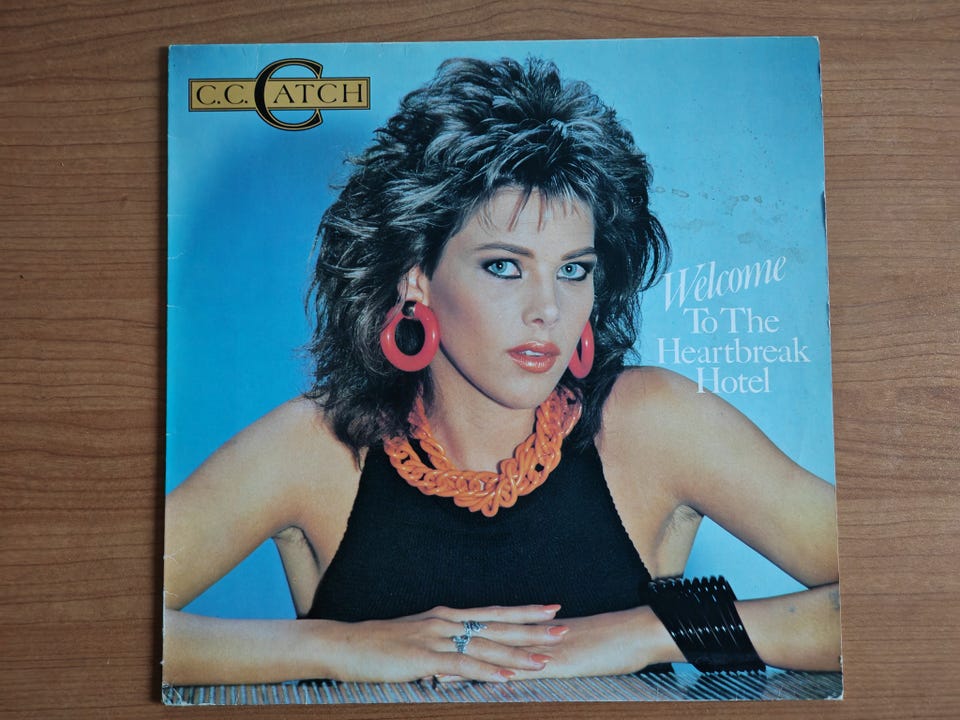 C.C. CATCH
Welcome
To The
Heartbreak
Hotel